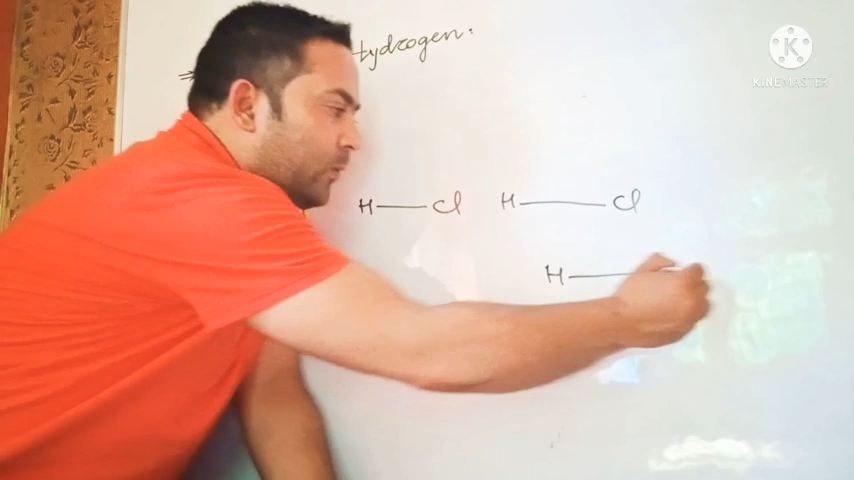 ⇒ Hydrogen:
K
KINEMASTER
H — Cl H — Cl
H —